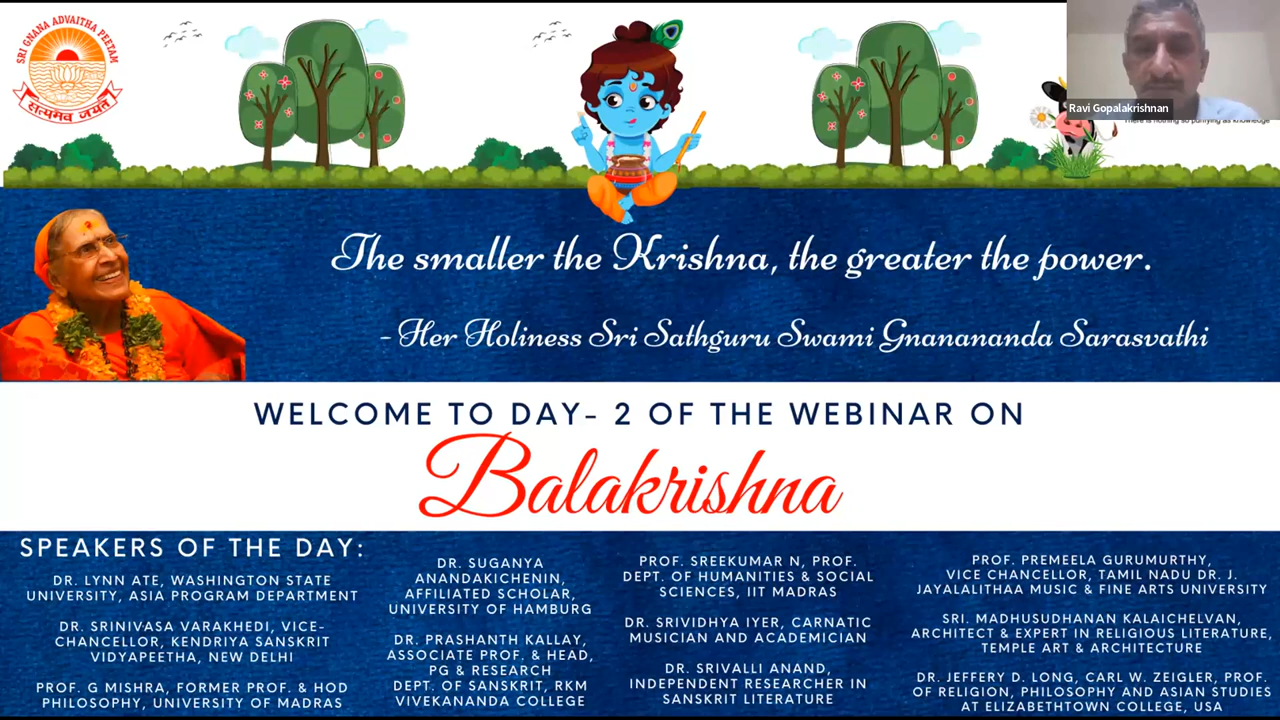 SRI GNANA ADVAITHA PEETAM
सत्यमेव जयते
Ravi Gopalakrishnan
There is nothing so purifying as knowledge
The smaller the Krishna, the greater the power.
- Her Holiness Sri Sathguru Swami Gnanananda Sarasvathi
WELCOME TO DAY- 2 OF THE WEBINAR ON
Balakrishna
SPEAKERS OF THE DAY:
DR. LYNN ATE, WASHINGTON STATE
UNIVERSITY, ASIA PROGRAM DEPARTMENT
DR. SRINIVASA VARAKHEDI, VICE-
CHANCELLOR, KENDRIYA SANSKRIT
VIDYAPEETHA, NEW DELHI
PROF. G MISHRA, FORMER PROF. & HOD
PHILOSOPHY, UNIVERSITY OF MADRAS
DR. SUGANYA
ANANDAKICHENIN,
AFFILIATED SCHOLAR,
UNIVERSITY OF HAMBURG
DR. PRASHANTH KALLAY,
ASSOCIATE PROF. & HEAD,
PG & RESEARCH
DEPT. OF SANSKRIT, RKM
VIVEKANANDA COLLEGE
PROF. SREEKUMAR N, PROF.
DEPT. OF HUMANITIES & SOCIAL
SCIENCES, IIT MADRAS
DR. SRIVIDHYA IYER, CARNATIC
MUSICIAN AND ACADEMICIAN
DR. SRIVALLI ANAND,
INDEPENDENT RESEARCHER IN
SANSKRIT LITERATURE
PROF. PREMEELA GURUMURTHY,
VICE CHANCELLOR, TAMIL NADU DR. J.
JAYALALITHAA MUSIC & FINE ARTS UNIVERSITY
SRI. MADHUSUDHANAN KALAICHELVAN,
ARCHITECT & EXPERT IN RELIGIOUS LITERATURE,
TEMPLE ART & ARCHITECTURE
DR. JEFFERY D. LONG, CARL W. ZEIGLER, PROF.
OF RELIGION, PHILOSOPHY AND ASIAN STUDIES
AT ELIZABETHTOWN COLLEGE, USA